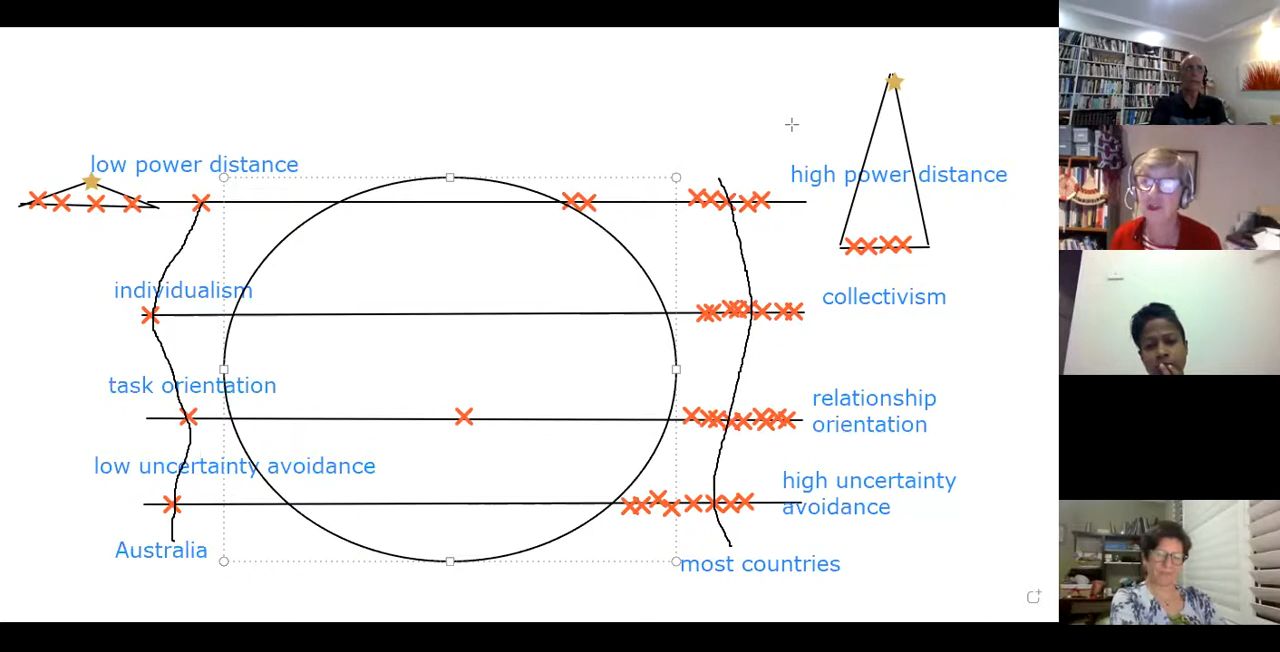 low power distance
high power distance
individualism
collectivism
task orientation
relationship
orientation
low uncertainty avoidance
high uncertainty
avoidance
Australia
most countries